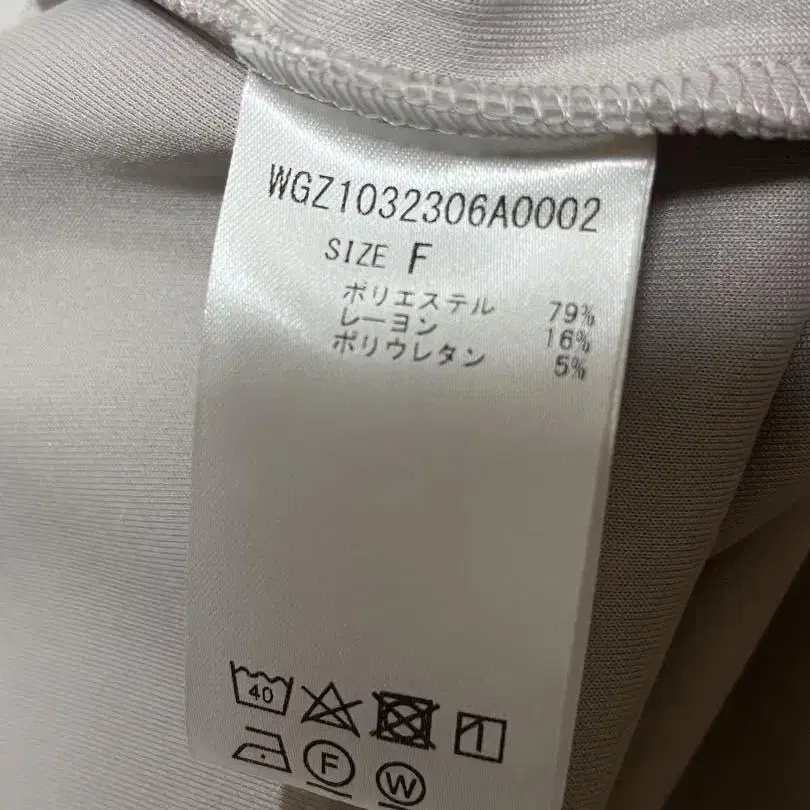 WGZ1032306A0002
SIZE F
ポリエステル 79%
レーヨン 16%
ポリウレタン 5%
40
F
W